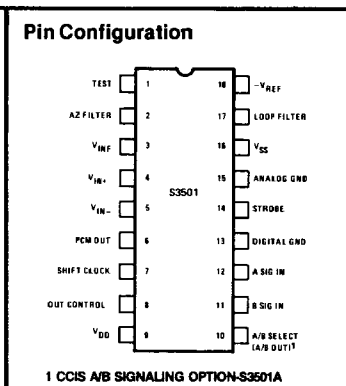 Pin Configuration
TEST 1 18 -VREF
AZ FILTER 2 17 LOOP FILTER
VINF 3 16 VSS
VIN+ 4 15 ANALOG GND
S3501
VIN- 5 14 STROBE
PCM OUT 6 13 DIGITAL GND
SHIFT CLOCK 7 12 A SIG IN
OUT CONTROL 8 11 B SIG IN
VDD 9 10 A/B SELECT
(A/B OUT)1
1 CCIS A/B SIGNALING OPTION-S3501A